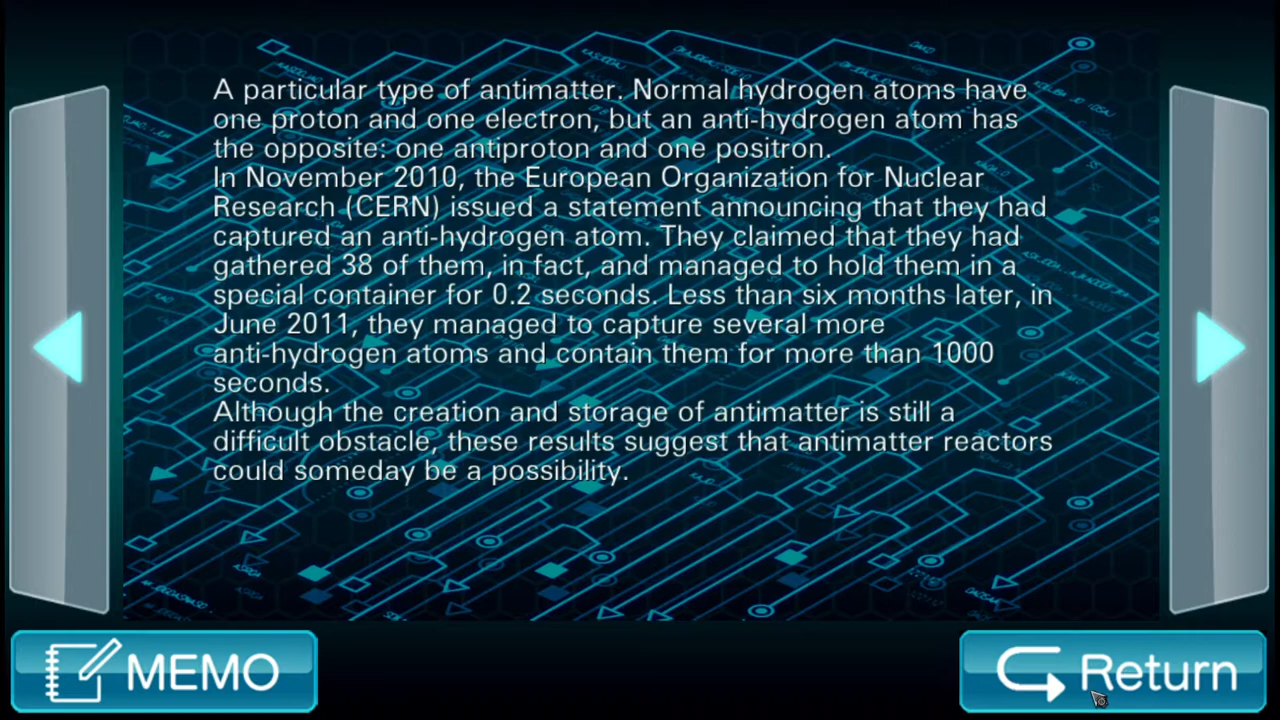 A particular type of antimatter. Normal hydrogen atoms have
one proton and one electron, but an anti-hydrogen atom has
the opposite: one antiproton and one positron.
In November 2010, the European Organization for Nuclear
Research (CERN) issued a statement announcing that they had
captured an anti-hydrogen atom. They claimed that they had
gathered 38 of them, in fact, and managed to hold them in a
special container for 0.2 seconds. Less than six months later, in
June 2011, they managed to capture several more
anti-hydrogen atoms and contain them for more than 1000
seconds.
Although the creation and storage of antimatter is still a
difficult obstacle, these results suggest that antimatter reactors
could someday be a possibility.
MEMO
Return